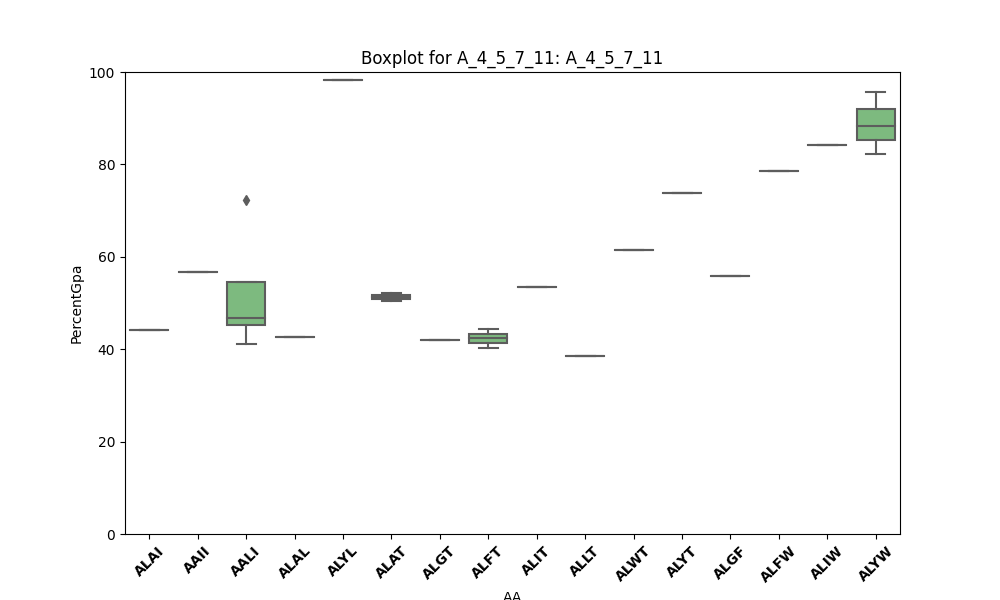 Boxplot for A_4_5_7_11: A_4_5_7_11
PercentGpa
100
80
60
40
20
0
ALAI AAII AALI ALAL ALYL ALAT ALGT ALFT ALIT ALLT ALWT ALYT ALGF ALFW ALIW ALYW
AA